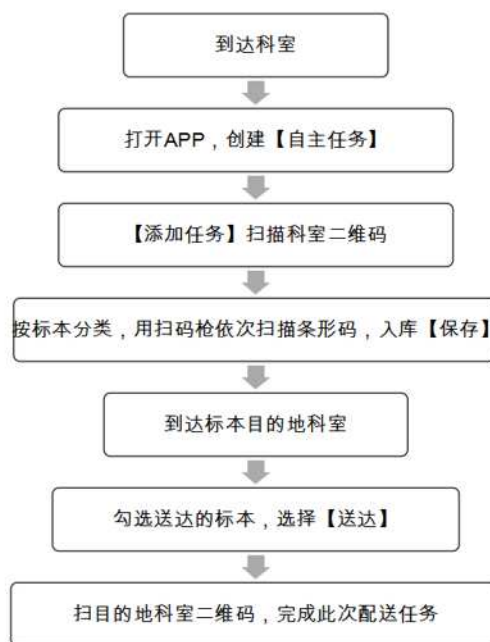 到达科室
打开APP，创建【自主任务】
【添加任务】扫描科室二维码
按标本分类，用扫码枪依次扫描条形码，入库【保存】
到达标本目的地科室
勾选送达的标本，选择【送达】
扫目的地科室二维码，完成此次配送任务